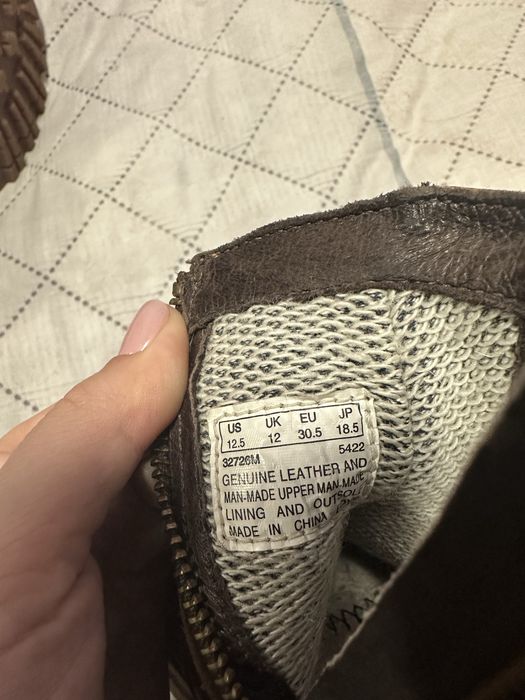 US UK EU JP
12.5 12 30.5 18.5
32726M 5422
GENUINE LEATHER AND
MAN-MADE UPPER MAN-MADE
LINING AND OUTSOLE
MADE IN CHINA